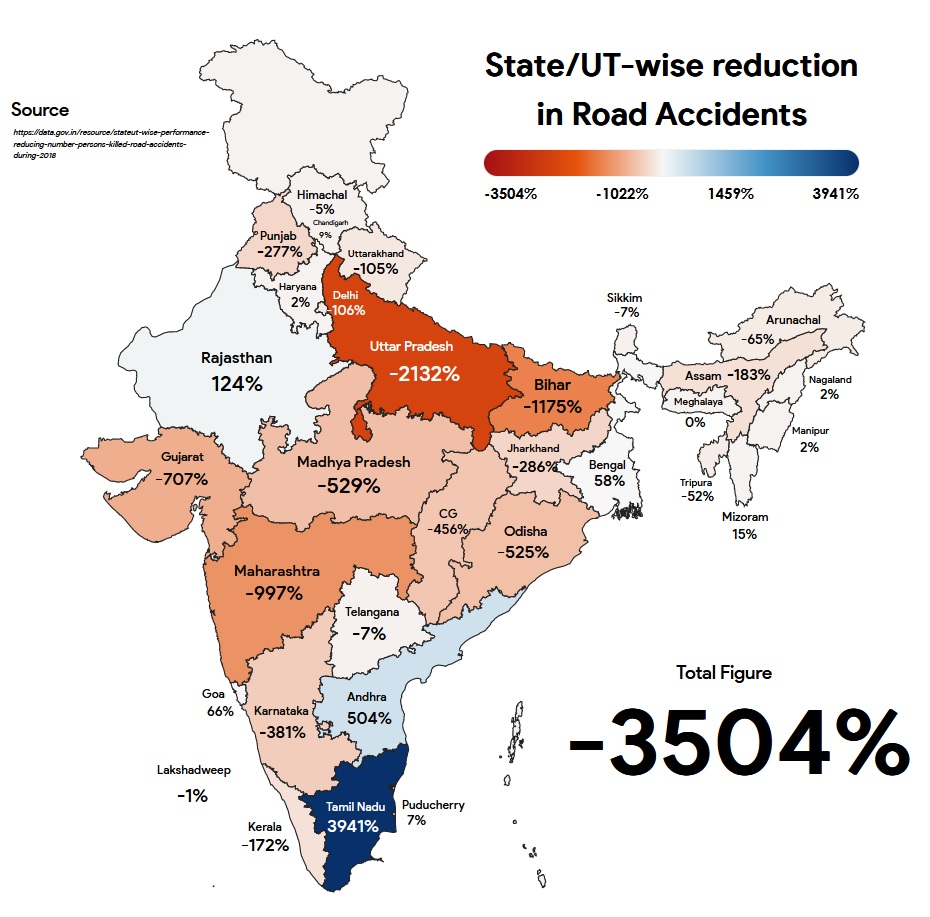 State/UT-wise reduction
in Road Accidents
-3504%
-1022%
1459%
3941%
Source
https://data.gov.in/resource/stateut-wise-performance-
reducing-number-persons-killed-road-accidents-
during-2018
Himachal
-5%
Chandigarh
9%
Punjab
-277%
Uttarakhand
-105%
Haryana
2%
Delhi
-106%
Rajasthan
124%
Uttar Pradesh
-2132%
Bihar
-1175%
Sikkim
-7%
Arunachal
-65%
Assam -183%
Nagaland
2%
Meghalaya
0%
Manipur
2%
Tripura
-52%
Mizoram
15%
Gujarat
-707%
Madhya Pradesh
-529%
Jharkhand
-286%
Bengal
58%
CG
-456%
Odisha
-525%
Maharashtra
-997%
Telangana
-7%
Goa
66%
Karnataka
-381%
Andhra
504%
Lakshadweep
-1%
Tamil Nadu
3941%
Puducherry
7%
Kerala
-172%
Total Figure
-3504%